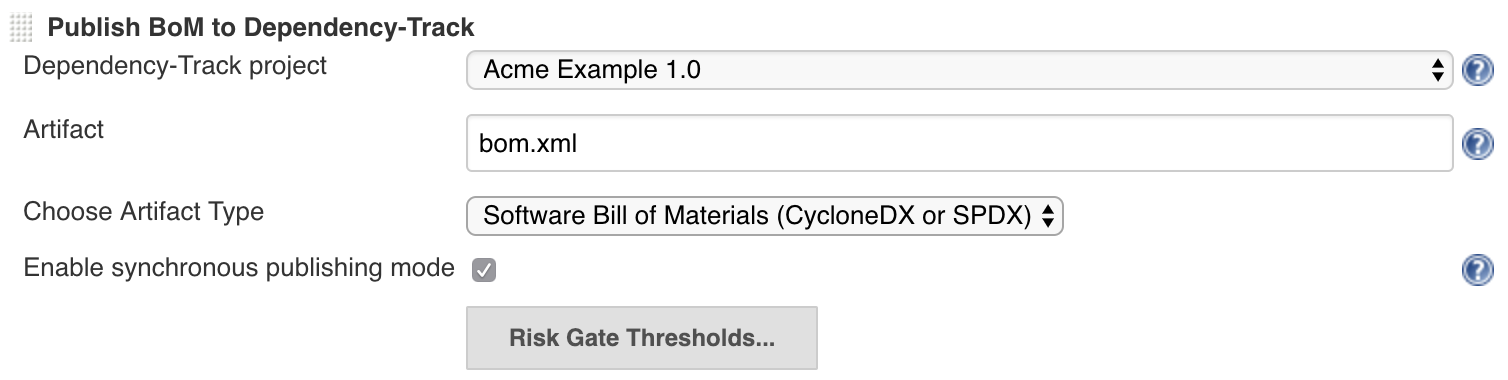 Publish BoM to Dependency-Track
Dependency-Track project
Acme Example 1.0
?
Artifact
bom.xml
?
Choose Artifact Type
Software Bill of Materials (CycloneDX or SPDX)
Enable synchronous publishing mode
?
Risk Gate Thresholds...